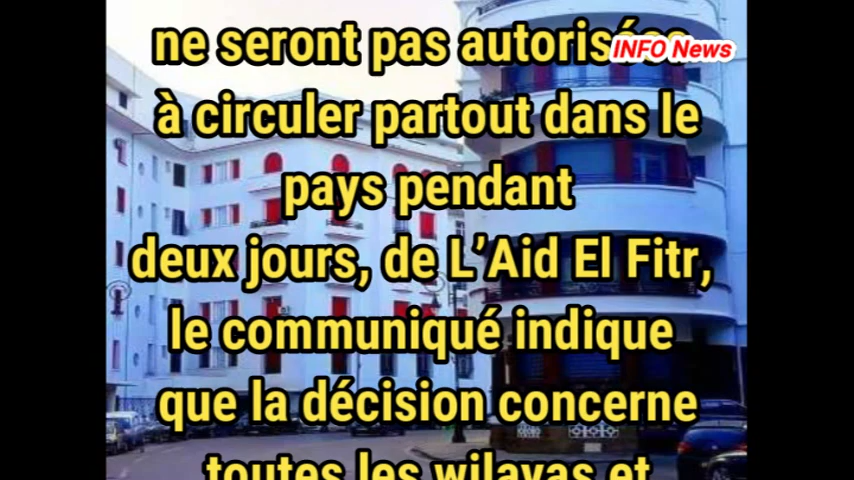 ne seront pas autorisées
INFO News
à circuler partout dans le
pays pendant
deux jours, de L’Aid El Fitr,
le communiqué indique
que la décision concerne
toutes les wilayas et